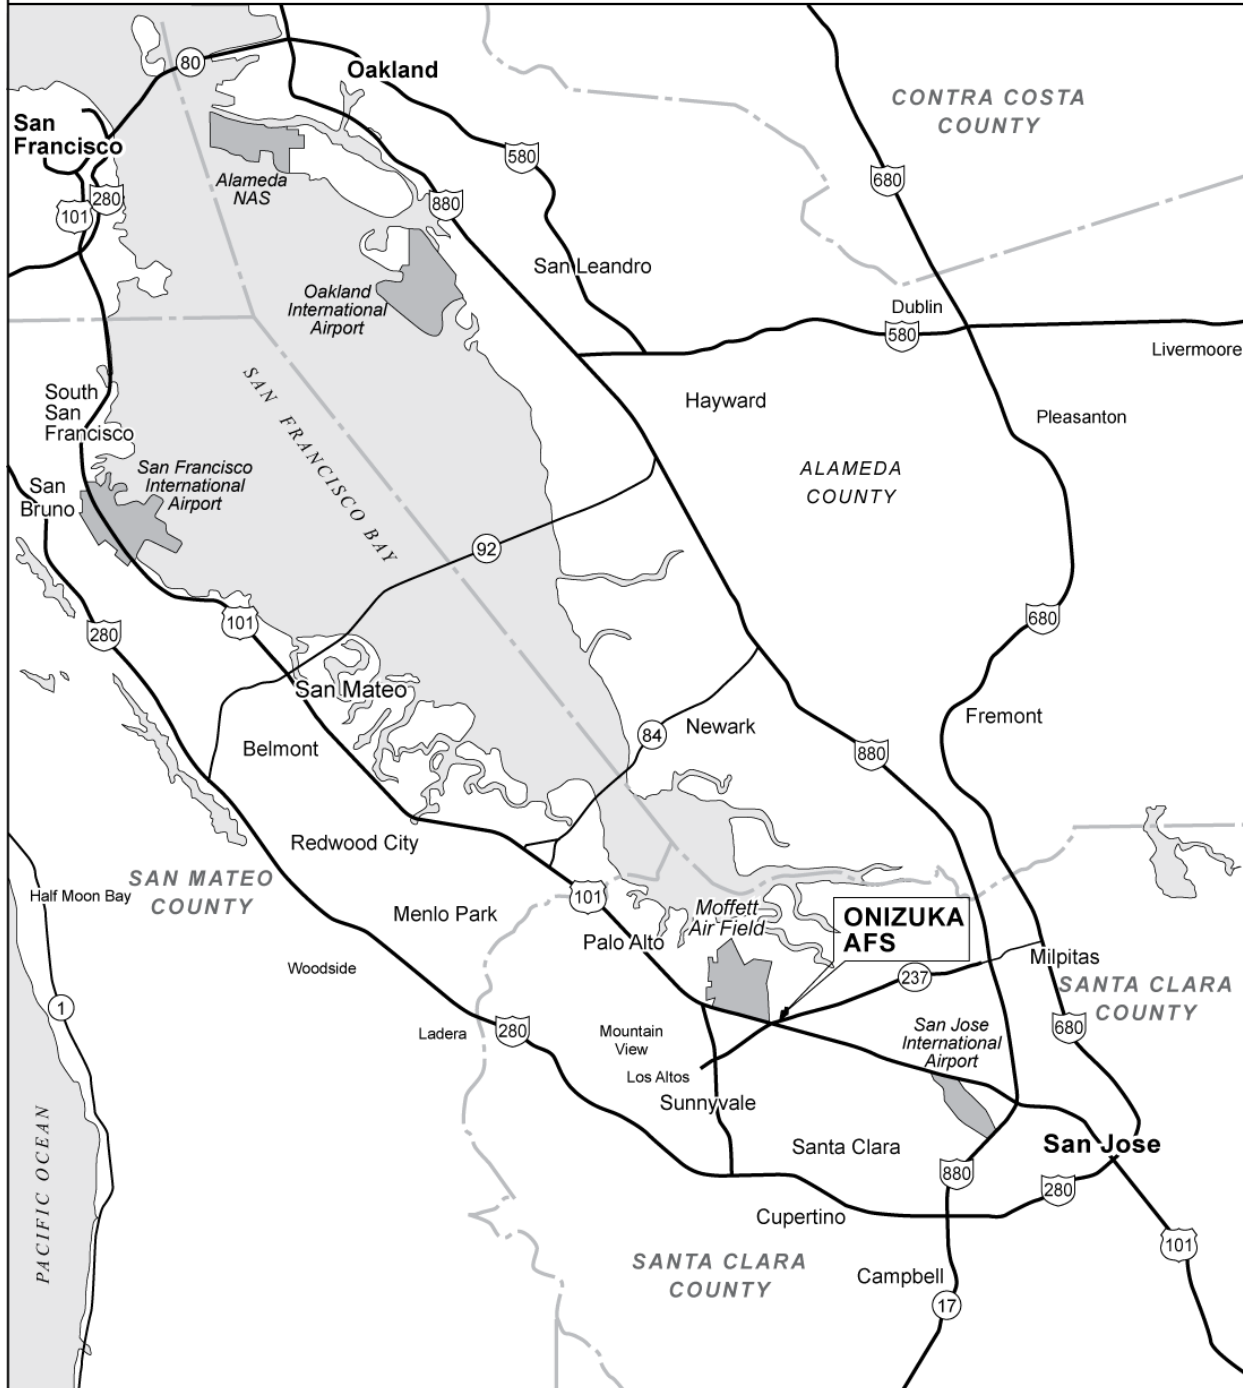 80
Oakland
CONTRA COSTA
COUNTY
San
Francisco
580
680
Alameda
NAS
280
101
880
San Leandro
Oakland
International
Airport
Dublin
580
Livermoore
SAN FRANCISCO BAY
South
San
Francisco
Hayward
Pleasanton
San Francisco
International
Airport
ALAMEDA
COUNTY
San
Bruno
92
280
101
680
San Mateo
Belmont
84
Newark
Fremont
880
Redwood City
SAN MATEO
COUNTY
Half Moon Bay
101
Menlo Park
Moffett
Air Field
ONIZUKA
AFS
Palo Alto
Milpitas
Woodside
237
SANTA CLARA
COUNTY
1
280
Ladera
Mountain
View
San Jose
International
Airport
680
Los Altos
Sunnyvale
PACIFIC OCEAN
Santa Clara
San Jose
880
280
Cupertino
101
SANTA CLARA
COUNTY
Campbell
17